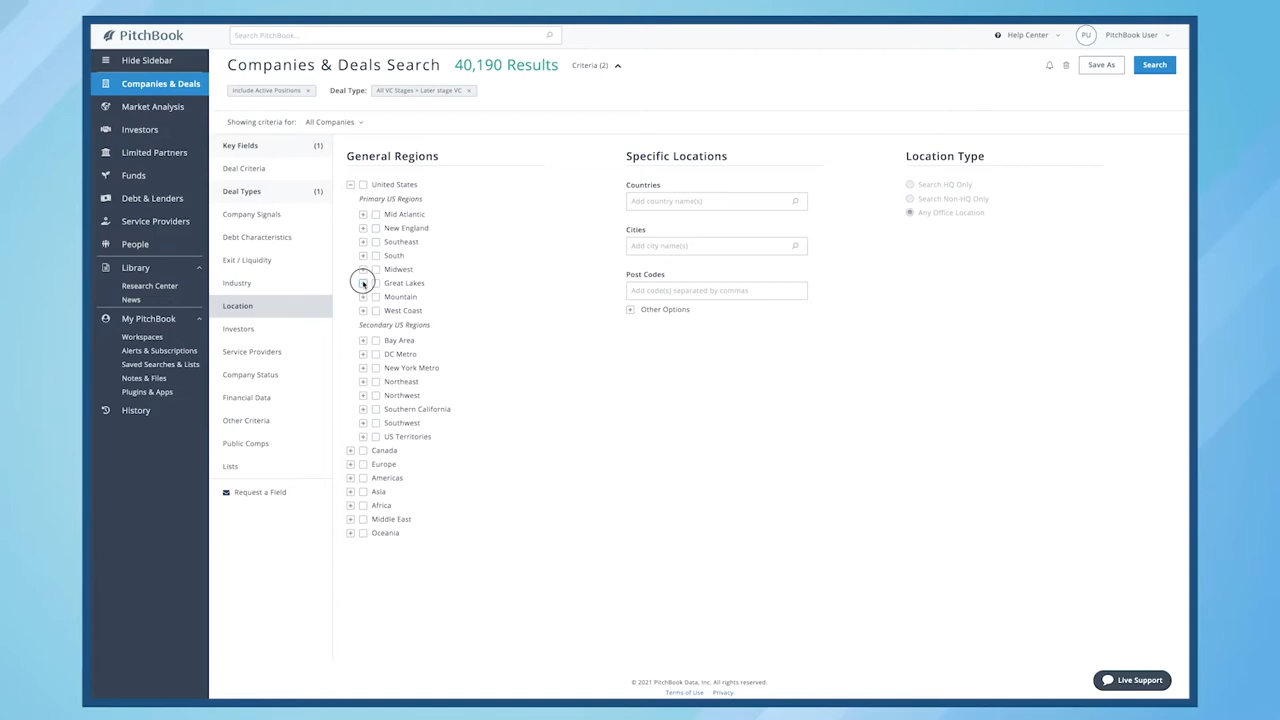 PitchBook
Search PitchBook...
Help Center
PU
PitchBook User
Hide Sidebar
Companies & Deals
Market Analysis
Investors
Limited Partners
Funds
Debt & Lenders
Service Providers
People
Library
Research Center
News
My PitchBook
Workspaces
Alerts & Subscriptions
Saved Searches & Lists
Notes & Files
Plugins & Apps
History
Companies & Deals Search
40,190 Results
Criteria (2)
Save As
Search
Include Active Positions ×
Deal Type:
All VC Stages > Later stage VC ×
Showing criteria for:
All Companies
Key Fields (1)
Deal Criteria
Deal Types (1)
Company Signals
Debt Characteristics
Exit / Liquidity
Industry
Location
Investors
Service Providers
Company Status
Financial Data
Other Criteria
Public Comps
Lists
Request a Field
General Regions
United States
Primary US Regions
Mid Atlantic
New England
Southeast
South
Midwest
Great Lakes
Mountain
West Coast
Secondary US Regions
Bay Area
DC Metro
New York Metro
Northeast
Northwest
Southern California
Southwest
US Territories
Canada
Europe
Americas
Asia
Africa
Middle East
Oceania
Specific Locations
Countries
Add country name(s)
Cities
Add city name(s)
Post Codes
Add code(s) separated by commas
Other Options
Location Type
Search HQ Only
Search Non-HQ Only
Any Office Location
© 2021 PitchBook Data, Inc. All rights reserved.
Terms of Use
Privacy
Live Support